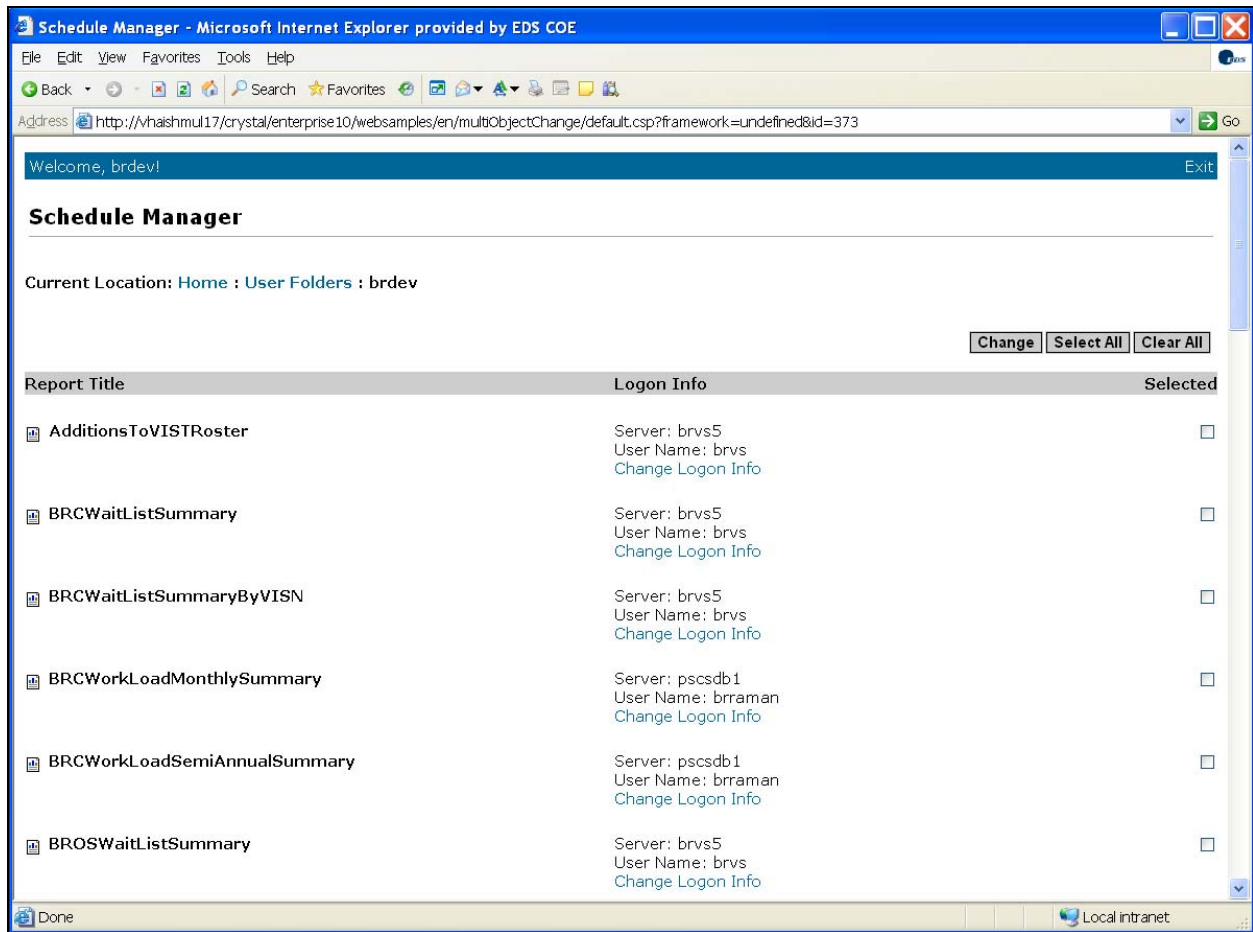 Schedule Manager - Microsoft Internet Explorer provided by EDS COE
File Edit View Favorites Tools Help
Back Search Favorites
Address http://vhaishmul17/crystal/enterprise10/websamples/en/multiObjectChange/default.csp?framework=undefined&id=373 Go
Welcome, brdev! Exit
Schedule Manager
Current Location: Home : User Folders : brdev
Change Select All Clear All
Report Title Logon Info Selected
AdditionsToVISTRoster Server: brvs5
User Name: brvs
Change Logon Info
BRCWaitListSummary Server: brvs5
User Name: brvs
Change Logon Info
BRCWaitListSummaryByVISN Server: brvs5
User Name: brvs
Change Logon Info
BRCWorkLoadMonthlySummary Server: pscsdb1
User Name: brraman
Change Logon Info
BRCWorkLoadSemiAnnualSummary Server: pscsdb1
User Name: brraman
Change Logon Info
BROSWaitListSummary Server: brvs5
User Name: brvs
Change Logon Info
Done Local intranet